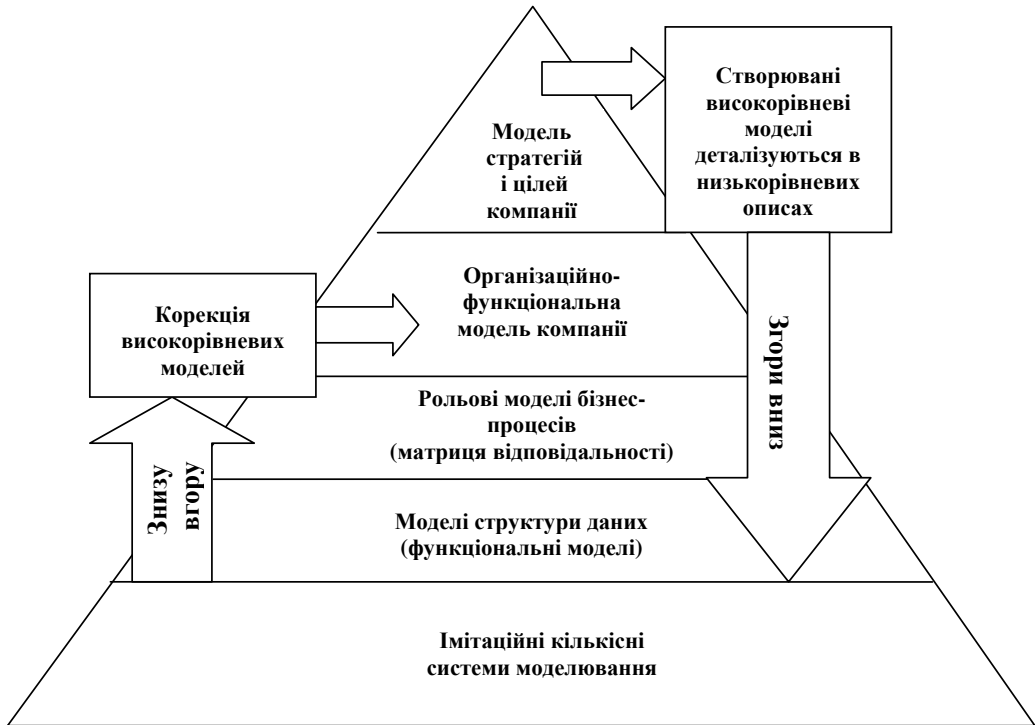 Модель
стратегій
і цілей
компанії
Створювані
високорівневі
моделі
деталізуються в
низькорівневих
описах
Організаційно-
функціональна
модель компанії
Корекція
високорівневих
моделей
Згори вниз
Рольові моделі бізнес-
процесів
(матриця відповідальності)
Знизу
вгору
Моделі структури даних
(функціональні моделі)
Імітаційні кількісні
системи моделювання